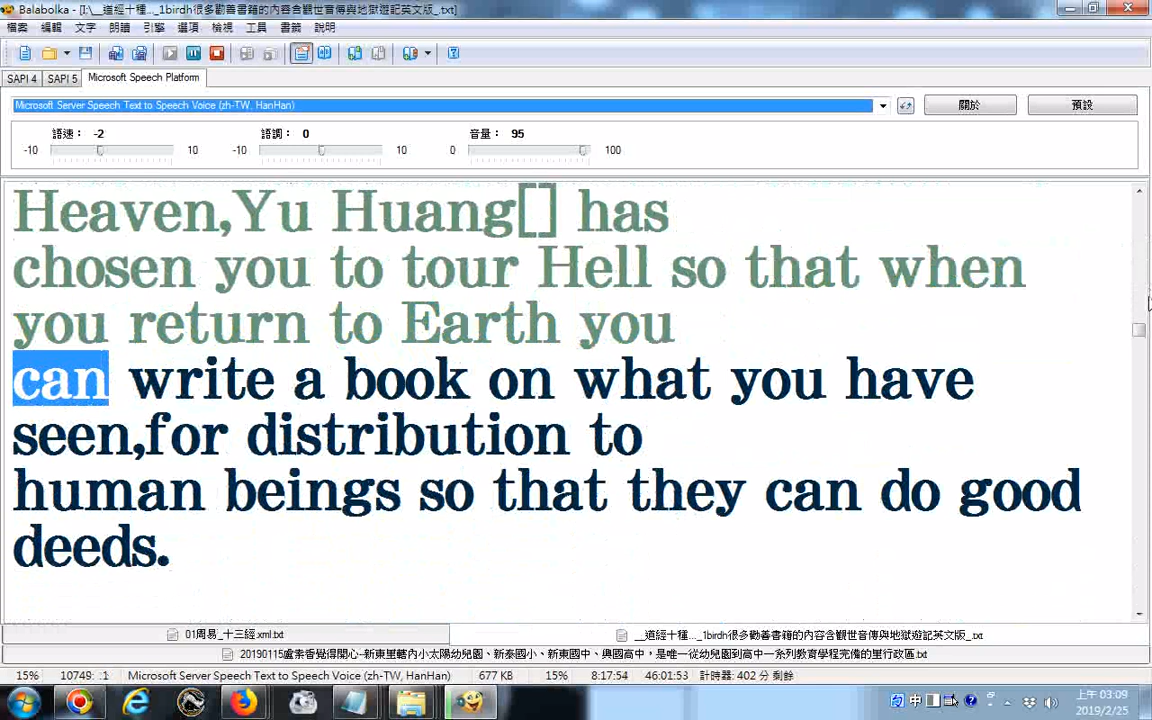 Balabolka - [I:\__道經十種..._1birdh很多勸善書籍的內容含觀世音傳與地獄遊記英文版_.txt]
檔案 編輯 文字 朗讀 引擎 選項 檢視 工具 書籤 說明
SAPI 4 SAPI 5 Microsoft Speech Platform
Microsoft Server Speech Text to Speech Voice (zh-TW, HanHan) 關於 預設
語速: -2 語調: 0 音量: 95
-10 10 -10 10 0 100
Heaven,Yu Huang[] has
chosen you to tour Hell so that when
you return to Earth you
can write a book on what you have
seen,for distribution to
human beings so that they can do good
deeds.
01周易_十三經.xml.txt __道經十種..._1birdh很多勸善書籍的內容含觀世音傳與地獄遊記英文版_.txt
20190115盧素香覺得開心-新東里轄內小太陽幼兒園、新泰國小、新東國中、興國高中，是唯一從幼兒園到高中一系列教育學程完備的里行政區.txt
15% 10749: :1 Microsoft Server Speech Text to Speech Voice (zh-TW, HanHan) 677 KB 15% 8:17:54 46:01:53 計時器: 402 分 剩餘
中 上午 03:09
2019/2/25